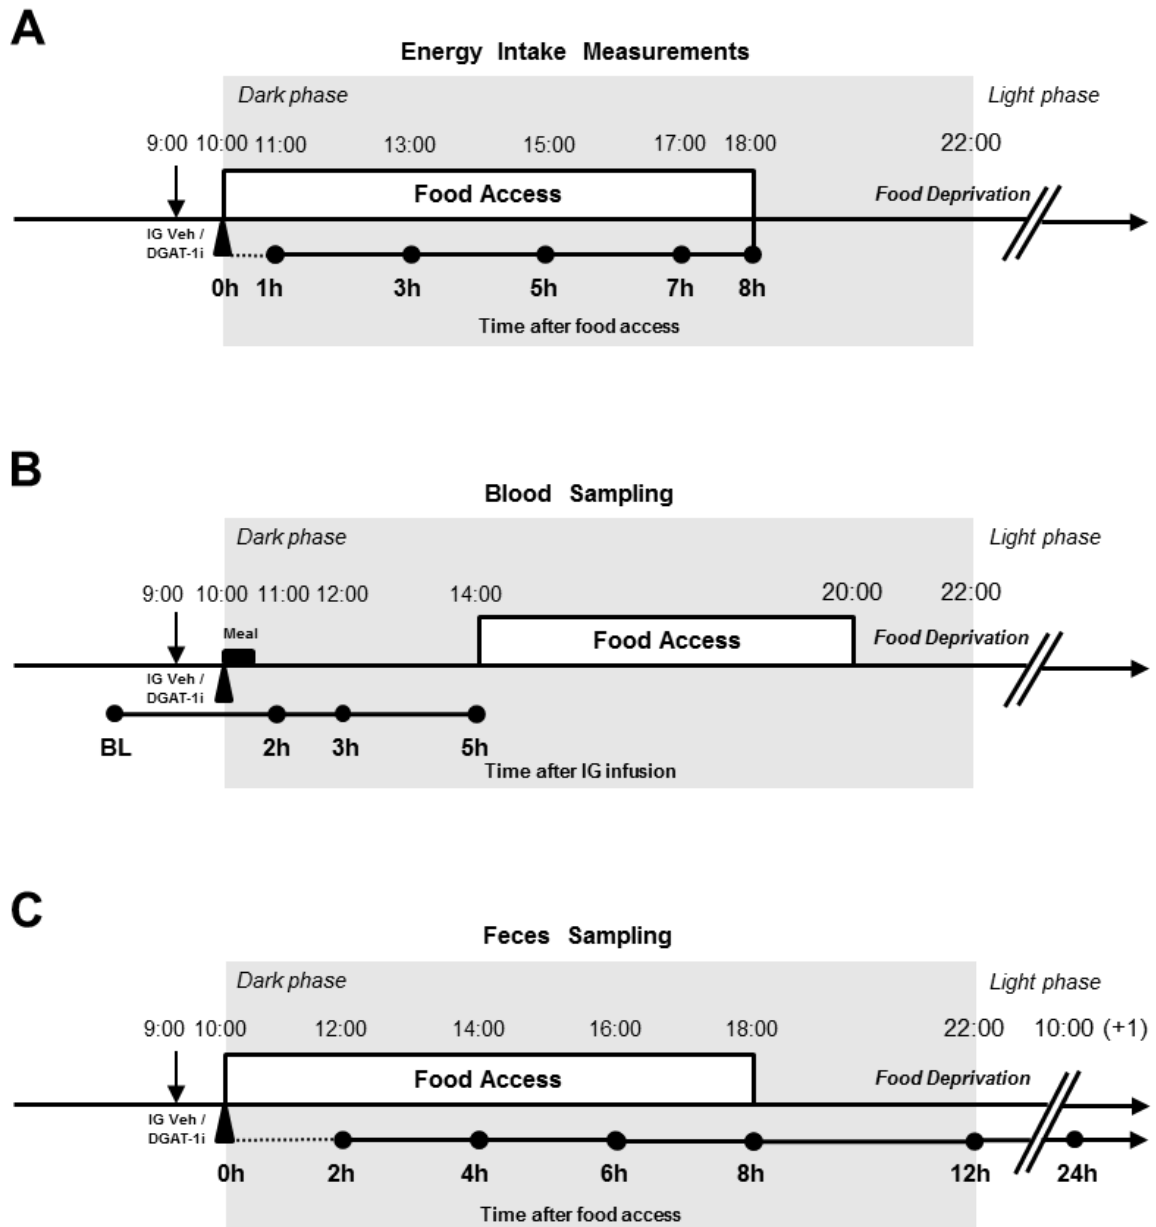 A
Energy Intake Measurements
Dark phase
Light phase
9:00 10:00 11:00 13:00 15:00 17:00 18:00 22:00
Food Access
Food Deprivation
IG Veh /
DGAT-1i
0h 1h 3h 5h 7h 8h
Time after food access
B
Blood Sampling
Dark phase
Light phase
9:00 10:00 11:00 12:00 14:00 20:00 22:00
Meal
Food Access
Food Deprivation
IG Veh /
DGAT-1i
BL 2h 3h 5h
Time after IG infusion
C
Feces Sampling
Dark phase
Light phase
9:00 10:00 12:00 14:00 16:00 18:00 22:00 10:00 (+1)
Food Access
Food Deprivation
IG Veh /
DGAT-1i
0h 2h 4h 6h 8h 12h 24h
Time after food access